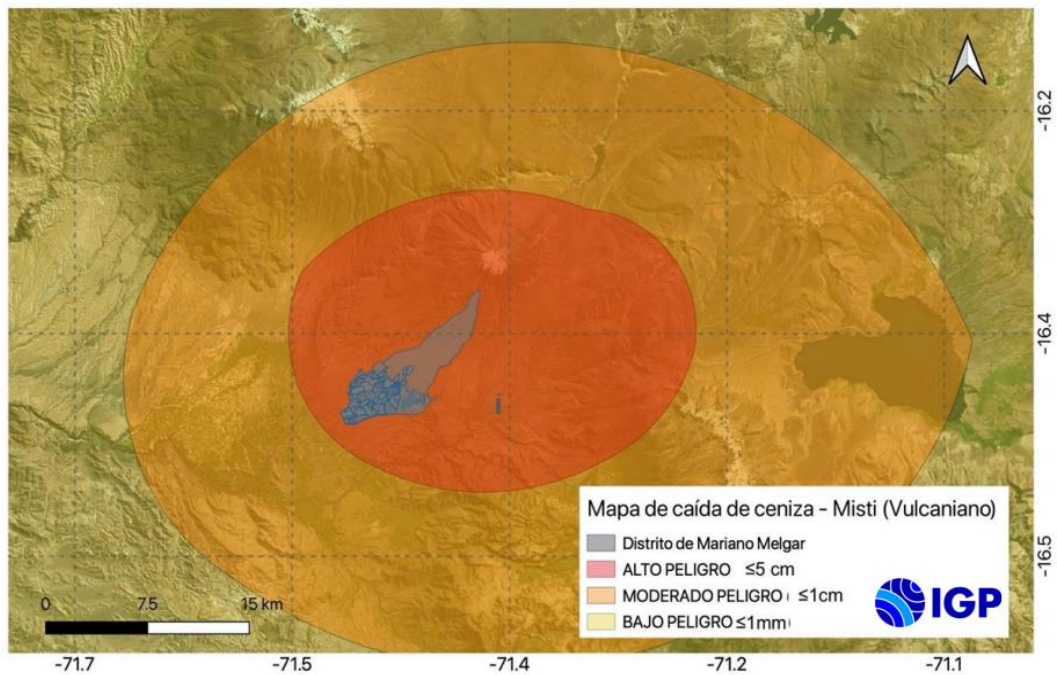 -16.2
-16.4
-16.5
Mapa de caída de ceniza - Misti (Vulcaniano)
Distrito de Mariano Melgar
ALTO PELIGRO ≤5 cm
MODERADO PELIGRO ( ≤1cm
BAJO PELIGRO ≤1mm
IGP
0 7.5 15 km
-71.7 -71.5 -71.4 -71.2 -71.1